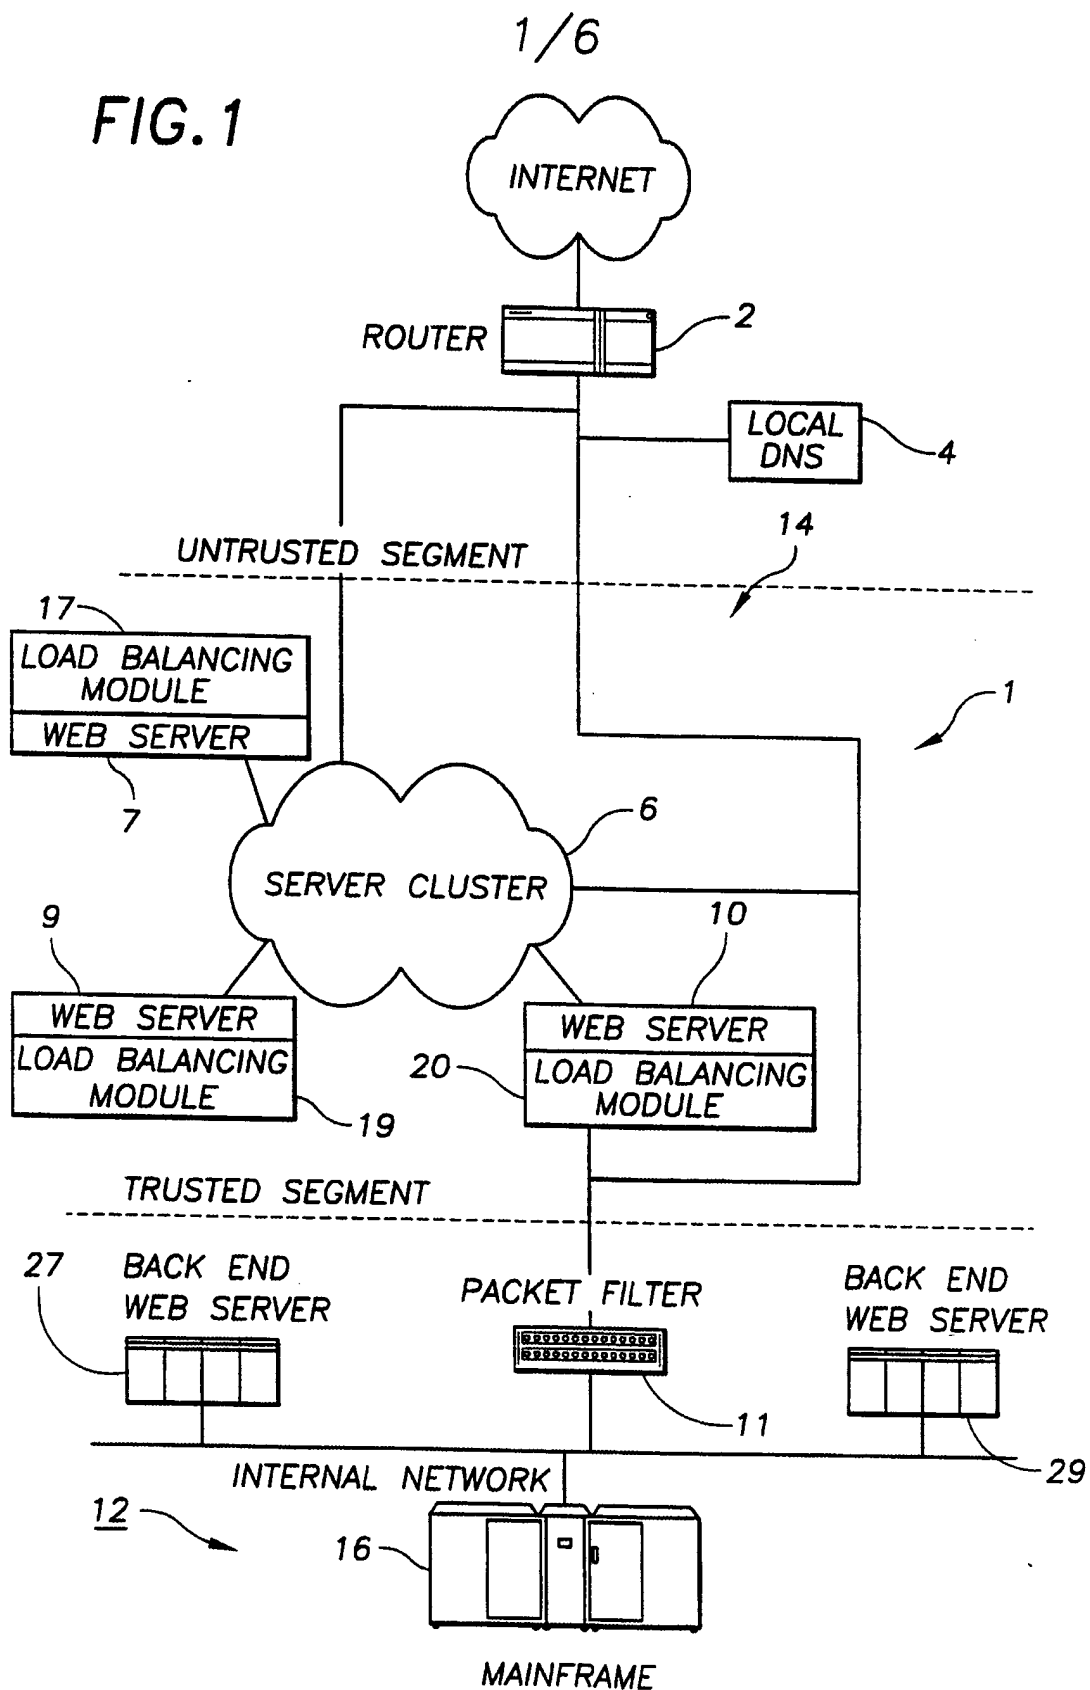 1/6
FIG. 1
INTERNET
ROUTER
2
LOCAL
DNS
4
14
UNTRUSTED SEGMENT
17
LOAD BALANCING
MODULE
WEB SERVER
7
1
6
SERVER CLUSTER
9
10
WEB SERVER
LOAD BALANCING
MODULE
19
WEB SERVER
20
LOAD BALANCING
MODULE
TRUSTED SEGMENT
27
BACK END
WEB SERVER
PACKET FILTER
BACK END
WEB SERVER
11
29
INTERNAL NETWORK
12
16
MAINFRAME